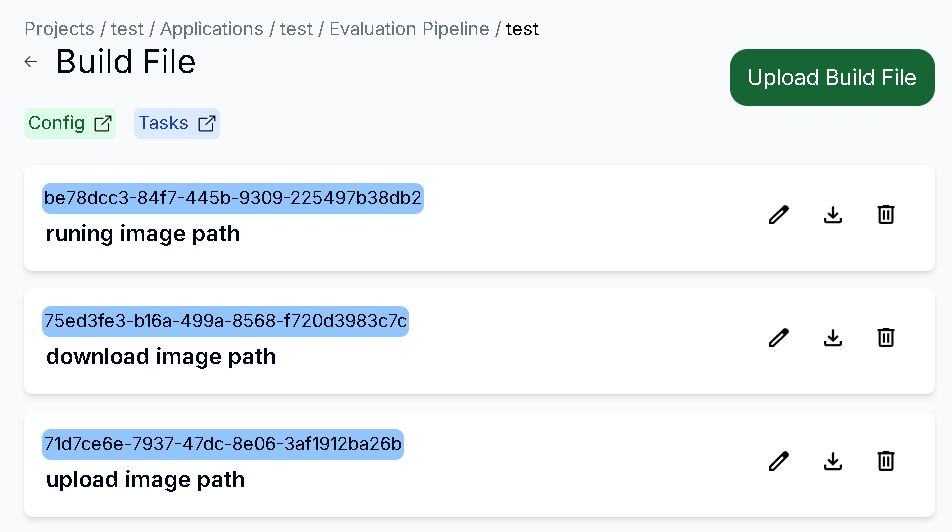 Projects / test / Applications / test / Evaluation Pipeline / test
← Build File
Upload Build File
Config Tasks
be78dcc3-84f7-445b-9309-225497b38db2
runing image path
75ed3fe3-b16a-499a-8568-f720d3983c7c
download image path
71d7ce6e-7937-47dc-8e06-3af1912ba26b
upload image path